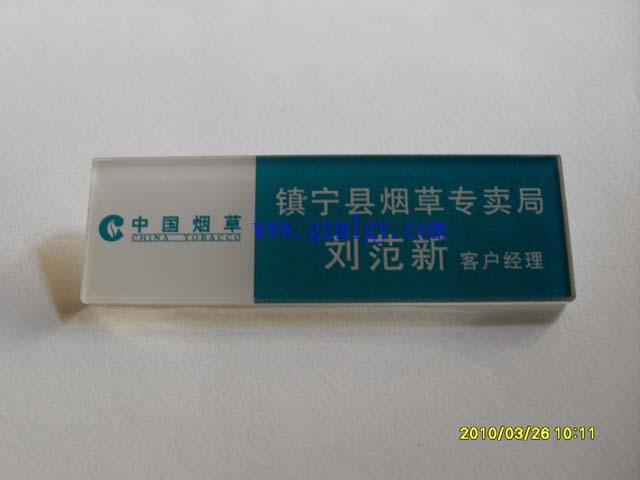 中国烟草
CHINA TOBACCO
镇宁县烟草专卖局
刘范新 客户经理
www.gzmlgy.com
2010/03/26 10:11